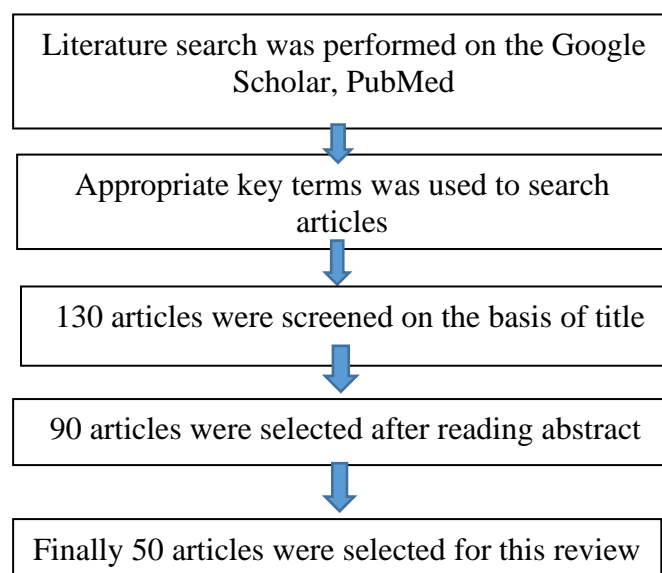 Literature search was performed on the Google
Scholar, PubMed
Appropriate key terms was used to search
articles
130 articles were screened on the basis of title
90 articles were selected after reading abstract
Finally 50 articles were selected for this review